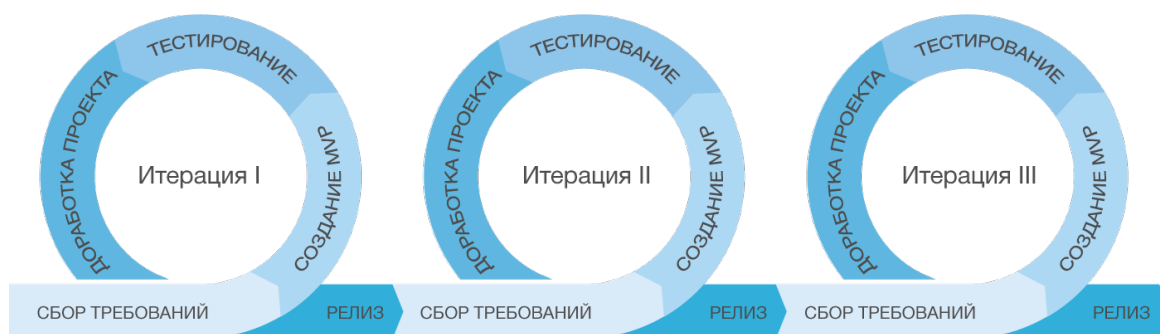 ТЕСТИРОВАНИЕ
ДОРАБОТКА ПРОЕКТА
СОЗДАНИЕ MVP
Итерация I
СБОР ТРЕБОВАНИЙ
РЕЛИЗ
ТЕСТИРОВАНИЕ
ДОРАБОТКА ПРОЕКТА
СОЗДАНИЕ MVP
Итерация II
СБОР ТРЕБОВАНИЙ
РЕЛИЗ
ТЕСТИРОВАНИЕ
ДОРАБОТКА ПРОЕКТА
СОЗДАНИЕ MVP
Итерация III
СБОР ТРЕБОВАНИЙ
РЕЛИЗ